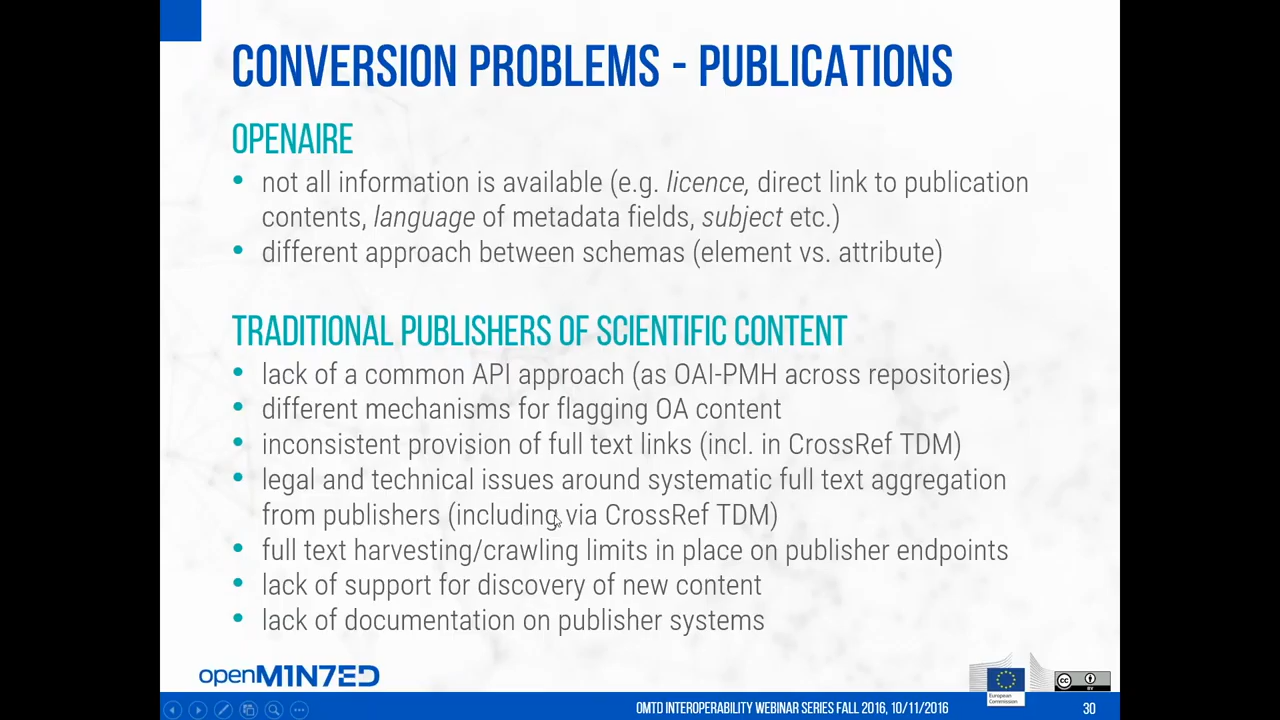 CONVERSION PROBLEMS - PUBLICATIONS
OPENAIRE
• not all information is available (e.g. licence, direct link to publication
contents, language of metadata fields, subject etc.)
• different approach between schemas (element vs. attribute)
TRADITIONAL PUBLISHERS OF SCIENTIFIC CONTENT
• lack of a common API approach (as OAI-PMH across repositories)
• different mechanisms for flagging OA content
• inconsistent provision of full text links (incl. in CrossRef TDM)
• legal and technical issues around systematic full text aggregation
from publishers (including via CrossRef TDM)
• full text harvesting/crawling limits in place on publisher endpoints
• lack of support for discovery of new content
• lack of documentation on publisher systems
openM1N7ED
European
Commission
cc
BY
OMTD INTEROPERABILITY WEBINAR SERIES FALL 2016, 10/11/2016
30